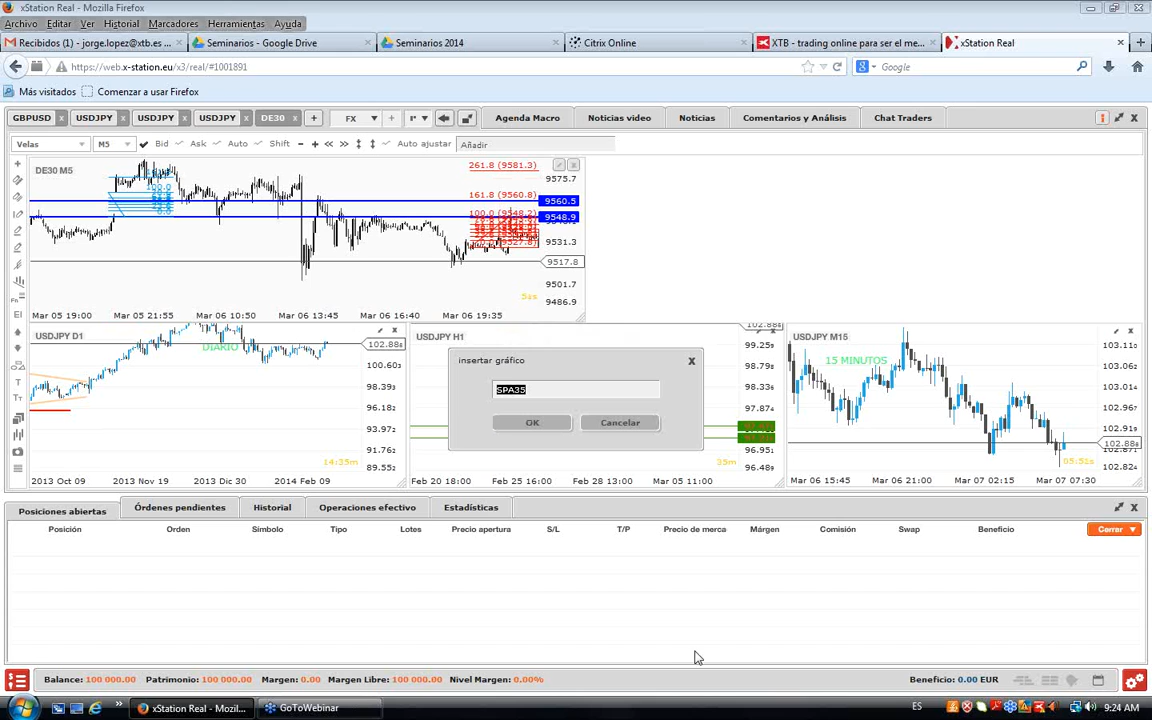 xStation Real - Mozilla Firefox
Archivo Editar Ver Historial Marcadores Herramientas Ayuda
Recibidos (1) - jorge.lopez@xtb.es ... Seminarios - Google Drive Seminarios 2014 Citrix Online XTB - trading online para ser el me... xStation Real
https://web.x-station.eu/x3/real/#1001891 Google
Más visitados Comenzar a usar Firefox
GBPUSD x USDJPY x USDJPY x USDJPY x DE30 x + FX Agenda Macro Noticias video Noticias Comentarios y Análisis Chat Traders
Velas M5 Bid Ask Auto Shift Auto ajustar Añadir
DE30 M5
261.8 (9581.3)
9575.7
161.8 (9560.8)
9560.5
100.0 (9548.2)
9548.9
9531.3
9517.8
9501.7
5s
9486.9
Mar 05 19:00 Mar 05 21:55 Mar 06 10:50 Mar 06 13:45 Mar 06 16:40 Mar 06 19:35
USDJPY D1
DIARIO
102.88
100.60
98.39
96.18
93.97
91.76
89.55
14:35m
2013 Oct 09 2013 Nov 19 2013 Dic 30 2014 Feb 09
USDJPY H1
102.88
99.25
98.79
98.33
97.87
96.95
96.48
35m
Feb 20 18:00 Feb 25 16:00 Feb 28 13:00 Mar 05 11:00
insertar gráfico X
SPA35
OK Cancelar
USDJPY M15
15 MINUTOS
103.11
103.06
103.01
102.96
102.92
102.88
102.87
102.82
05:52s
Mar 06 15:45 Mar 06 21:00 Mar 07 02:15 Mar 07 07:30
Posiciones abiertas Órdenes pendientes Historial Operaciones efectivo Estadísticas
Posición Orden Símbolo Tipo Lotes Precio apertura S/L T/P Precio de merca Márgen Comisión Swap Beneficio Cerrar
Balance: 100 000.00 Patrimonio: 100 000.00 Margen: 0.00 Margen Libre: 100 000.00 Nivel Margen: 0.00% Beneficio: 0.00 EUR
xStation Real - Mozil... GoToWebinar ES 9:24 AM